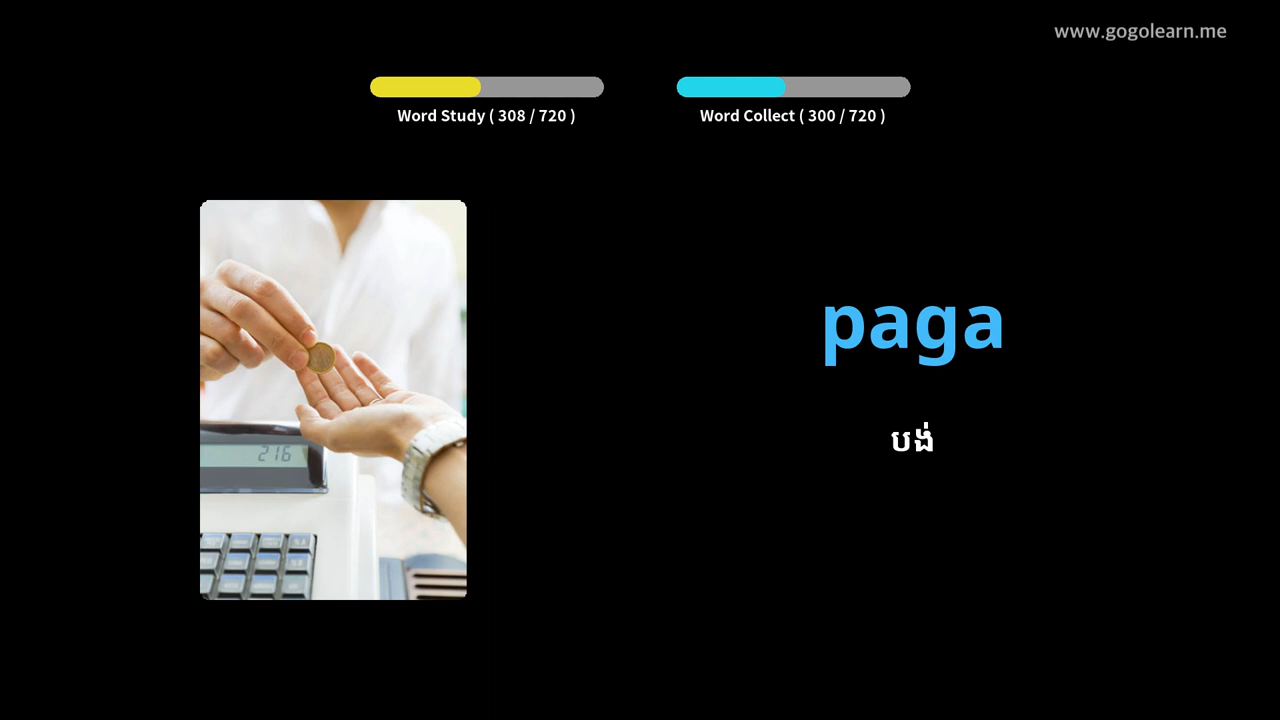 www.gogolearn.me
Word Study ( 308 / 720 )
Word Collect ( 300 / 720 )
paga
បង់
216